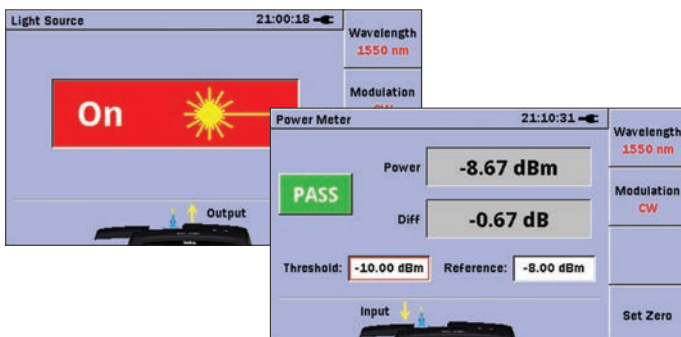 Light Source 21:00:18
Wavelength
1550 nm
Modulation
On
Output
Power Meter 21:10:31
Wavelength
1550 nm
Power -8.67 dBm
Modulation
CW
PASS
Diff -0.67 dB
Threshold: -10.00 dBm Reference: -8.00 dBm
Input
Set Zero